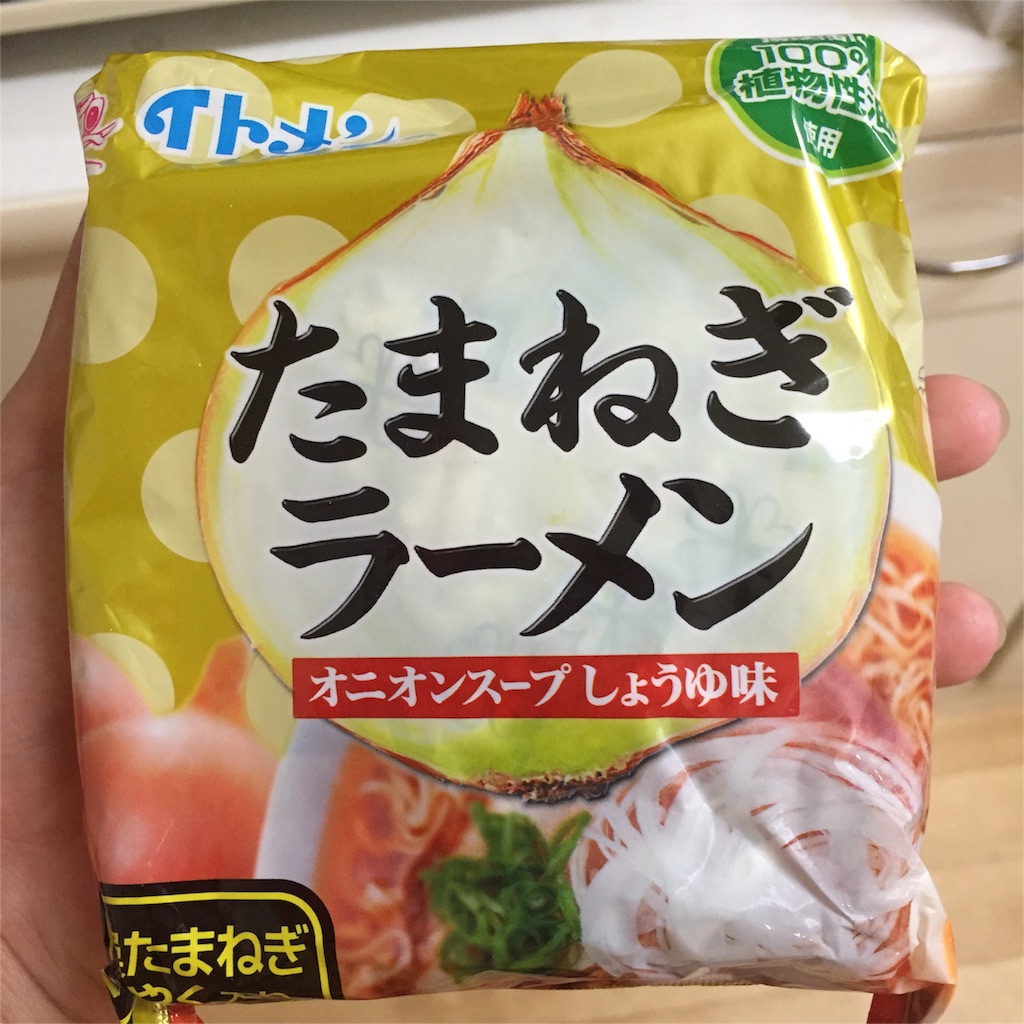 イトメン
100%
植物性油
使用
たまねぎ
ラーメン
オニオンスープ しょうゆ味
たまねぎ